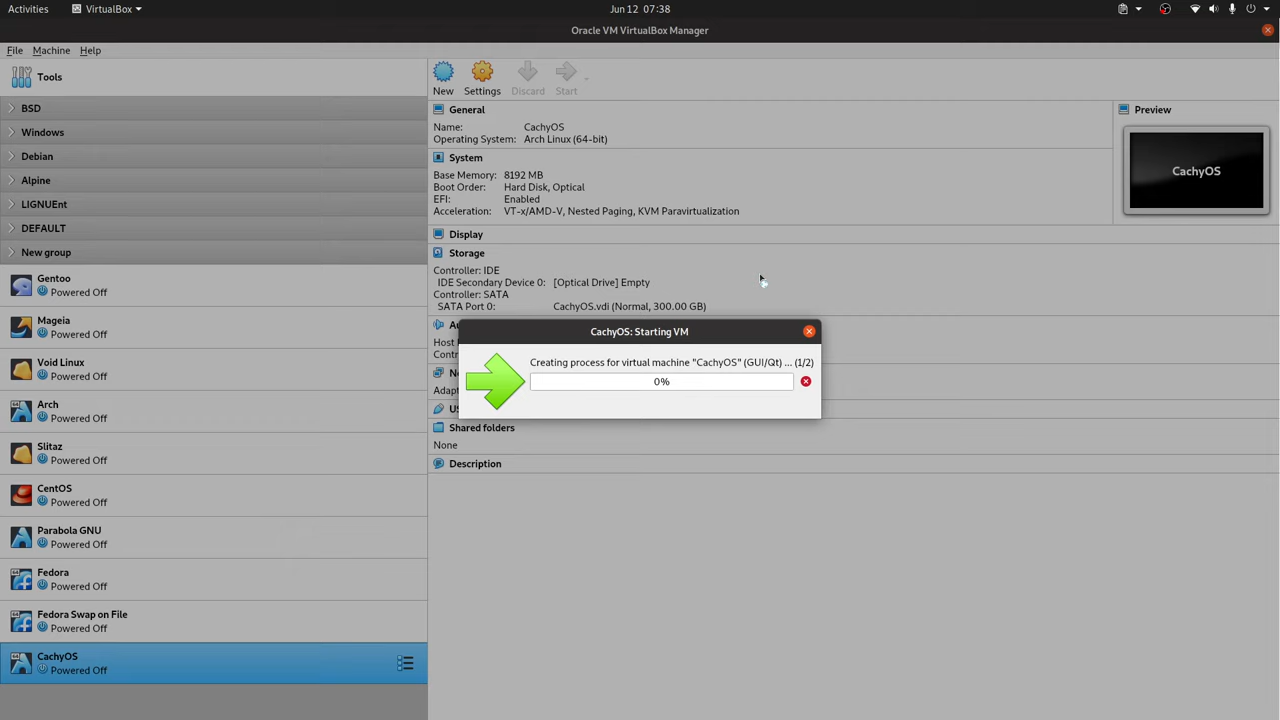 Activities VirtualBox Jun 12 07:38
Oracle VM VirtualBox Manager
File Machine Help
Tools
BSD
Windows
Debian
Alpine
LIGNUEnt
DEFAULT
New group
Gentoo
Powered Off
Mageia
Powered Off
Void Linux
Powered Off
Arch
Powered Off
Slitaz
Powered Off
CentOS
Powered Off
Parabola GNU
Powered Off
Fedora
Powered Off
Fedora Swap on File
Powered Off
CachyOS
Powered Off
New Settings Discard Start
General
Name: CachyOS
Operating System: Arch Linux (64-bit)
System
Base Memory: 8192 MB
Boot Order: Hard Disk, Optical
EFI: Enabled
Acceleration: VT-x/AMD-V, Nested Paging, KVM Paravirtualization
Display
Storage
Controller: IDE
IDE Secondary Device 0: [Optical Drive] Empty
Controller: SATA
SATA Port 0: CachyOS.vdi (Normal, 300.00 GB)
Preview
CachyOS
CachyOS: Starting VM
Creating process for virtual machine "CachyOS" (GUI/Qt) ... (1/2)
0%
Shared folders
None
Description